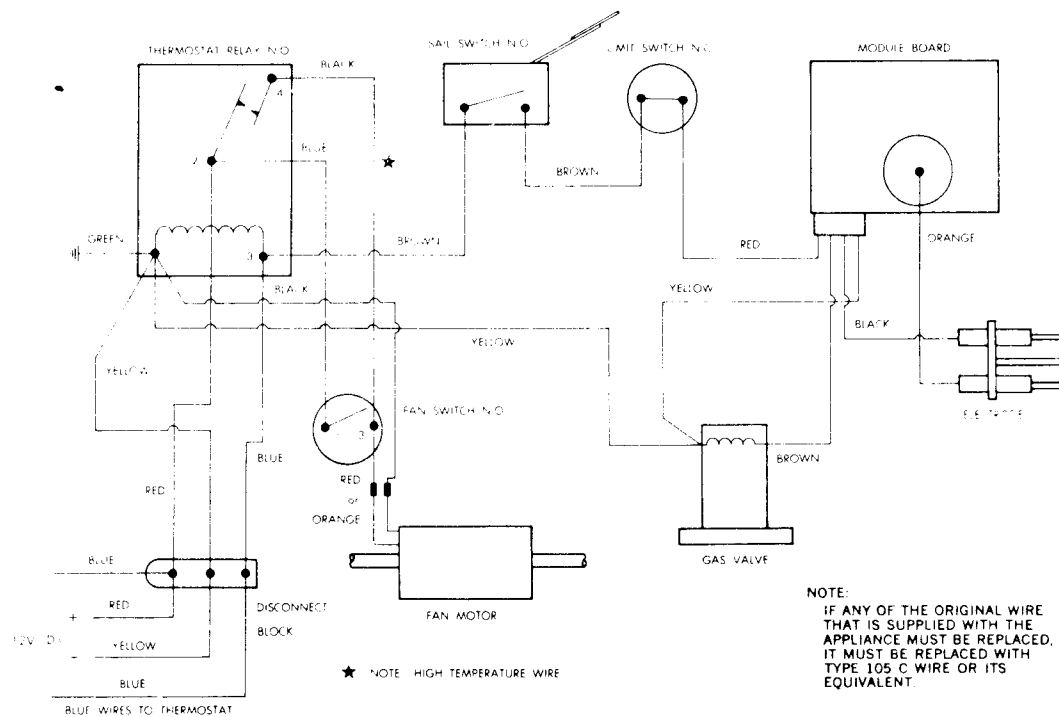 THERMOSTAT RELAY N.O.
SAIL SWITCH N.O.
LIMIT SWITCH N.C.
MODULE BOARD
BLACK
4
BLUE
2
★
BROWN
GREEN
3
BROWN
RED
ORANGE
BLACK
YELLOW
YELLOW
BLACK
YELLOW
FAN SWITCH N.O.
ELECTRODE
BLUE
BROWN
RED
RED
or
ORANGE
GAS VALVE
BLUE
RED
DISCONNECT
BLOCK
FAN MOTOR
+
YELLOW
-
BLUE
BLUE WIRES TO THERMOSTAT
★ NOTE HIGH TEMPERATURE WIRE
NOTE:
IF ANY OF THE ORIGINAL WIRE
THAT IS SUPPLIED WITH THE
APPLIANCE MUST BE REPLACED,
IT MUST BE REPLACED WITH
TYPE 105 C WIRE OR ITS
EQUIVALENT.